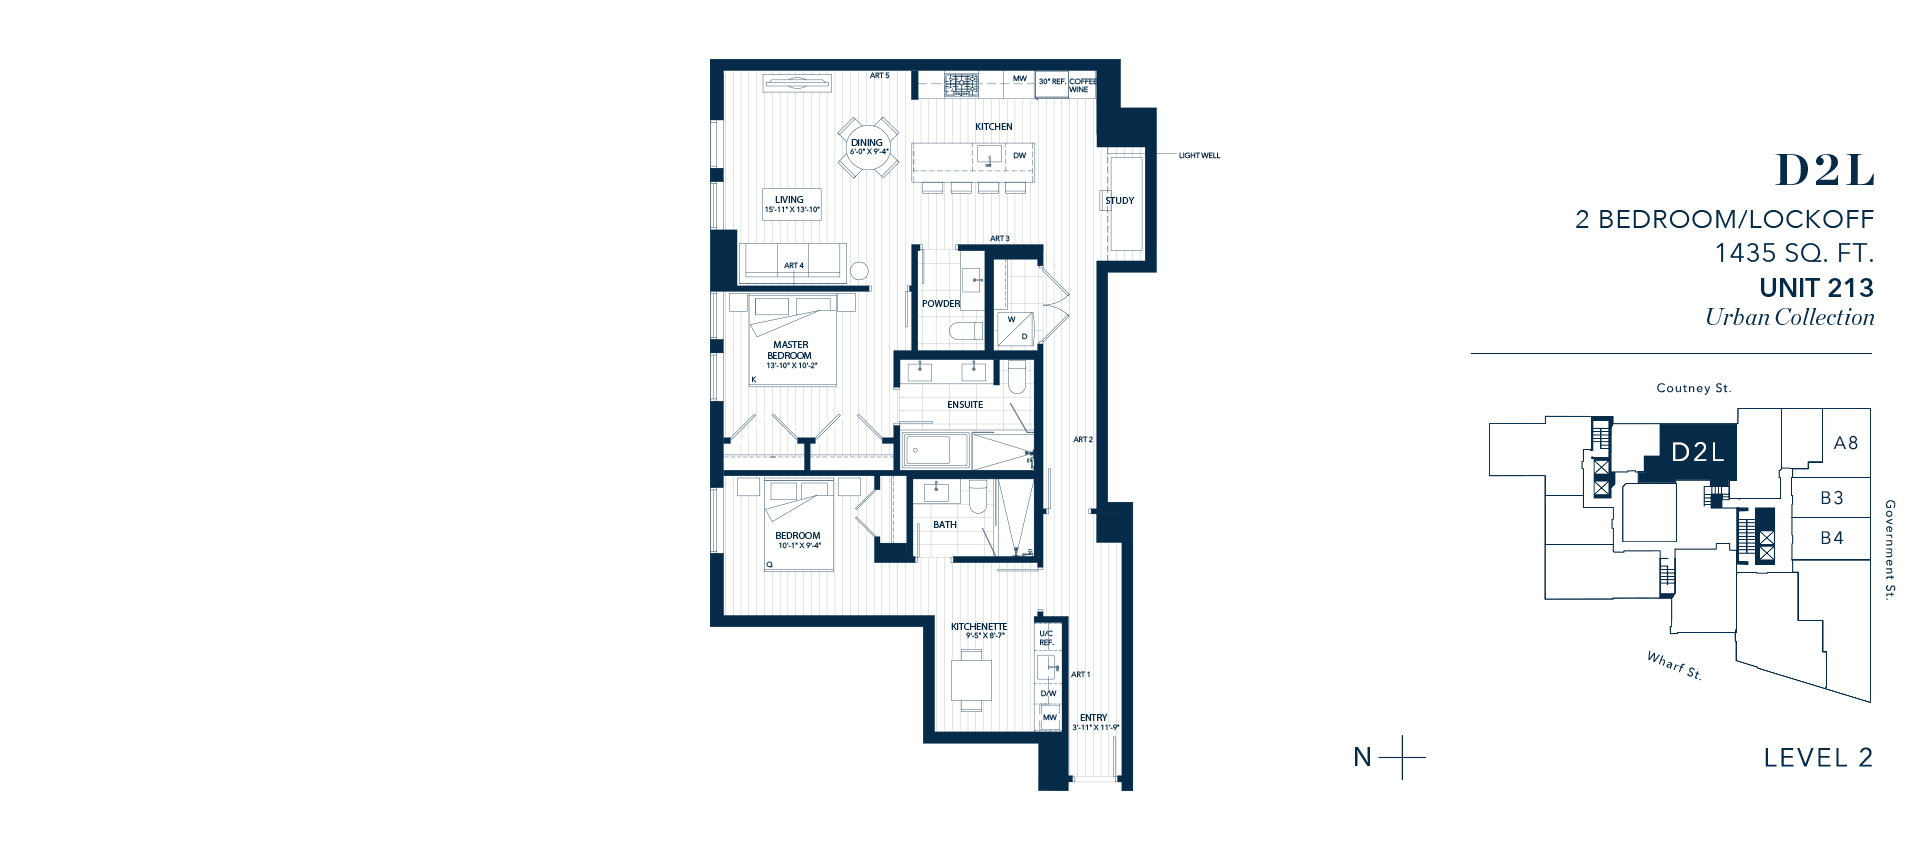 ART 5
MW
30" REF.
COFFEE
WINE
KITCHEN
DINING
6'-0" X 9'-4"
DW
LIGHT WELL
LIVING
15'-11" X 13'-10"
STUDY
ART 3
ART 4
POWDER
W
D
MASTER
BEDROOM
13'-10" X 10'-2"
K
ENSUITE
ART 2
BATH
BEDROOM
10'-1" X 9'-4"
Q
KITCHENETTE
9'-5" X 8'-7"
U/C
REF.
ART 1
D/W
MW
ENTRY
3'-11" X 11'-9"
D2L
2 BEDROOM/LOCKOFF
1435 SQ. FT.
UNIT 213
Urban Collection
Coutney St.
D2L
A8
B3
B4
Government St.
Wharf St.
N
LEVEL 2